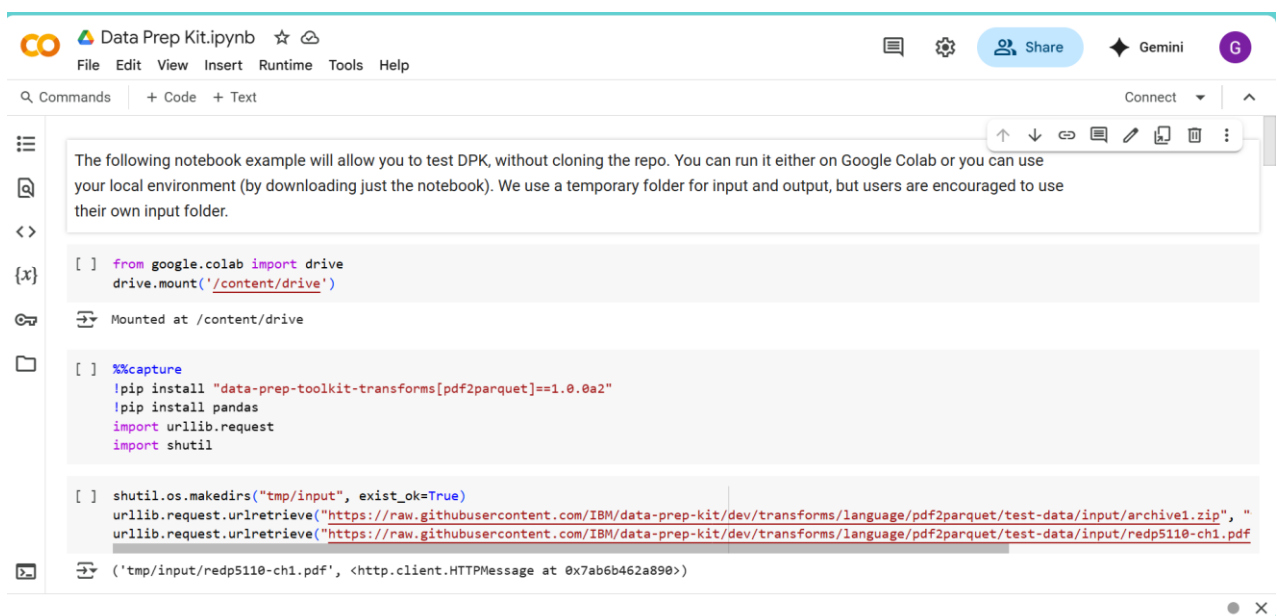 CO Data Prep Kit.ipynb
File Edit View Insert Runtime Tools Help
Share
Gemini
G
Commands + Code + Text
Connect
The following notebook example will allow you to test DPK, without cloning the repo. You can run it either on Google Colab or you can use
your local environment (by downloading just the notebook). We use a temporary folder for input and output, but users are encouraged to use
their own input folder.
[ ] from google.colab import drive
drive.mount('/content/drive')
Mounted at /content/drive
[ ] %%capture
!pip install "data-prep-toolkit-transforms[pdf2parquet]==1.0.0a2"
!pip install pandas
import urllib.request
import shutil
[ ] shutil.os.makedirs("tmp/input", exist_ok=True)
urllib.request.urlretrieve("https://raw.githubusercontent.com/IBM/data-prep-kit/dev/transforms/language/pdf2parquet/test-data/input/archive1.zip", "
urllib.request.urlretrieve("https://raw.githubusercontent.com/IBM/data-prep-kit/dev/transforms/language/pdf2parquet/test-data/input/redp5110-ch1.pdf
('tmp/input/redp5110-ch1.pdf', <http.client.HTTPMessage at 0x7ab6b462a890>)
{x}